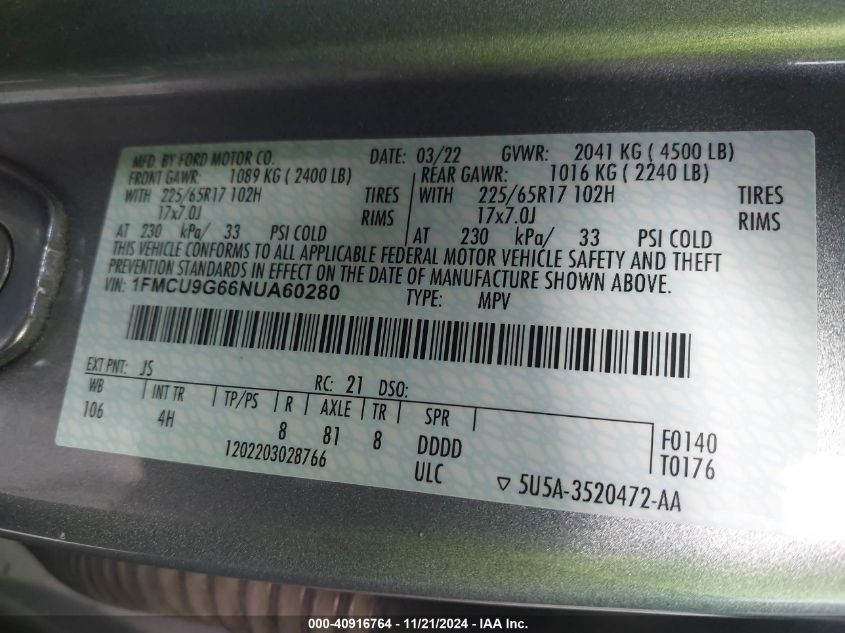 MFD. BY FORD MOTOR CO. DATE: 03/22 GVWR: 2041 KG ( 4500 LB)
FRONT GAWR: 1089 KG ( 2400 LB) REAR GAWR: 1016 KG ( 2240 LB)
WITH 225/65R17 102H TIRES WITH 225/65R17 102H TIRES
17x7.0J RIMS 17x7.0J RIMS
AT 230 kPa/ 33 PSI COLD AT 230 kPa/ 33 PSI COLD
THIS VEHICLE CONFORMS TO ALL APPLICABLE FEDERAL MOTOR VEHICLE SAFETY AND THEFT
PREVENTION STANDARDS IN EFFECT ON THE DATE OF MANUFACTURE SHOWN ABOVE.
VIN: 1FMCU9G66NUA60280 TYPE: MPV
EXT PNT: JS RC: 21 DSO:
WB INT TR TP/PS R AXLE TR SPR
106 4H 8 81 8 DDDD F0140
1202203028766 ULC T0176
5U5A-3520472-AA
000-40916764 - 11/21/2024 - IAA Inc.